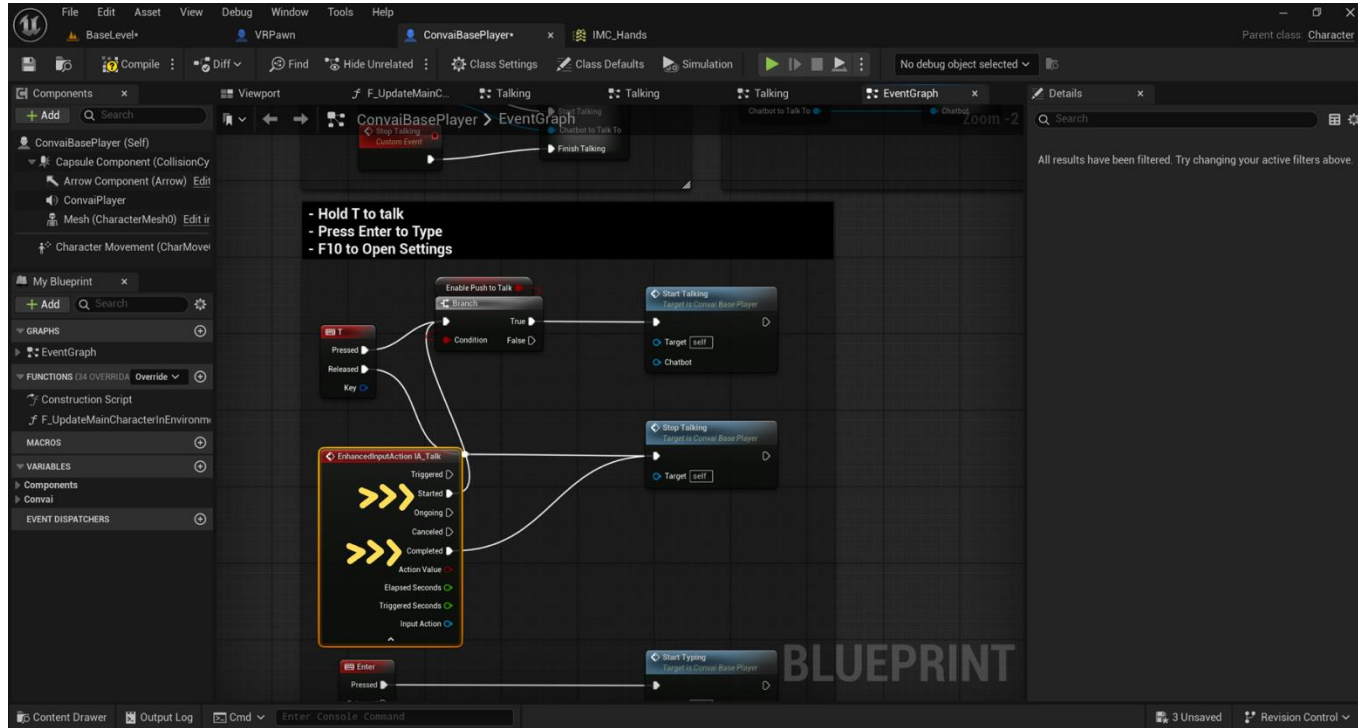 File Edit Asset View Debug Window Tools Help
BaseLevel•
VRPawn
ConvaiBasePlayer•
IMC_Hands
Parent class: Character
Compile
Diff
Find
Hide Unrelated
Class Settings
Class Defaults
Simulation
No debug object selected
Components
Viewport
F_UpdateMainC...
Talking
Talking
Talking
EventGraph
Details
+ Add
Search
ConvaiBasePlayer > EventGraph
Zoom -2
Search
ConvaiBasePlayer (Self)
Capsule Component (CollisionCy
Arrow Component (Arrow) Edit
ConvaiPlayer
Mesh (CharacterMesh0) Edit in
Character Movement (CharMove
All results have been filtered. Try changing your active filters above.
Stop Talking
Custom Event
Start Talking
Chatbot to Talk To
Finish Talking
Chatbot to Talk To
Chatbot
My Blueprint
+ Add
Search
GRAPHS
EventGraph
FUNCTIONS (34 OVERRIDA Override
Construction Script
F_UpdateMainCharacterInEnvironm
MACROS
VARIABLES
Components
Convai
EVENT DISPATCHERS
- Hold T to talk
- Press Enter to Type
- F10 to Open Settings
Enable Push to Talk
Branch
True
Condition False
T
Pressed
Released
Key
Start Talking
Target is Convai Base Player
Target self
Chatbot
Stop Talking
Target is Convai Base Player
Target self
EnhancedInputAction IA_Talk
Triggered
>>> Started
Ongoing
Canceled
>>> Completed
Action Value
Elapsed Seconds
Triggered Seconds
Input Action
Enter
Pressed
Start Typing
Target is Convai Base Player
BLUEPRINT
Content Drawer
Output Log
Cmd
Enter Console Command
3 Unsaved
Revision Control